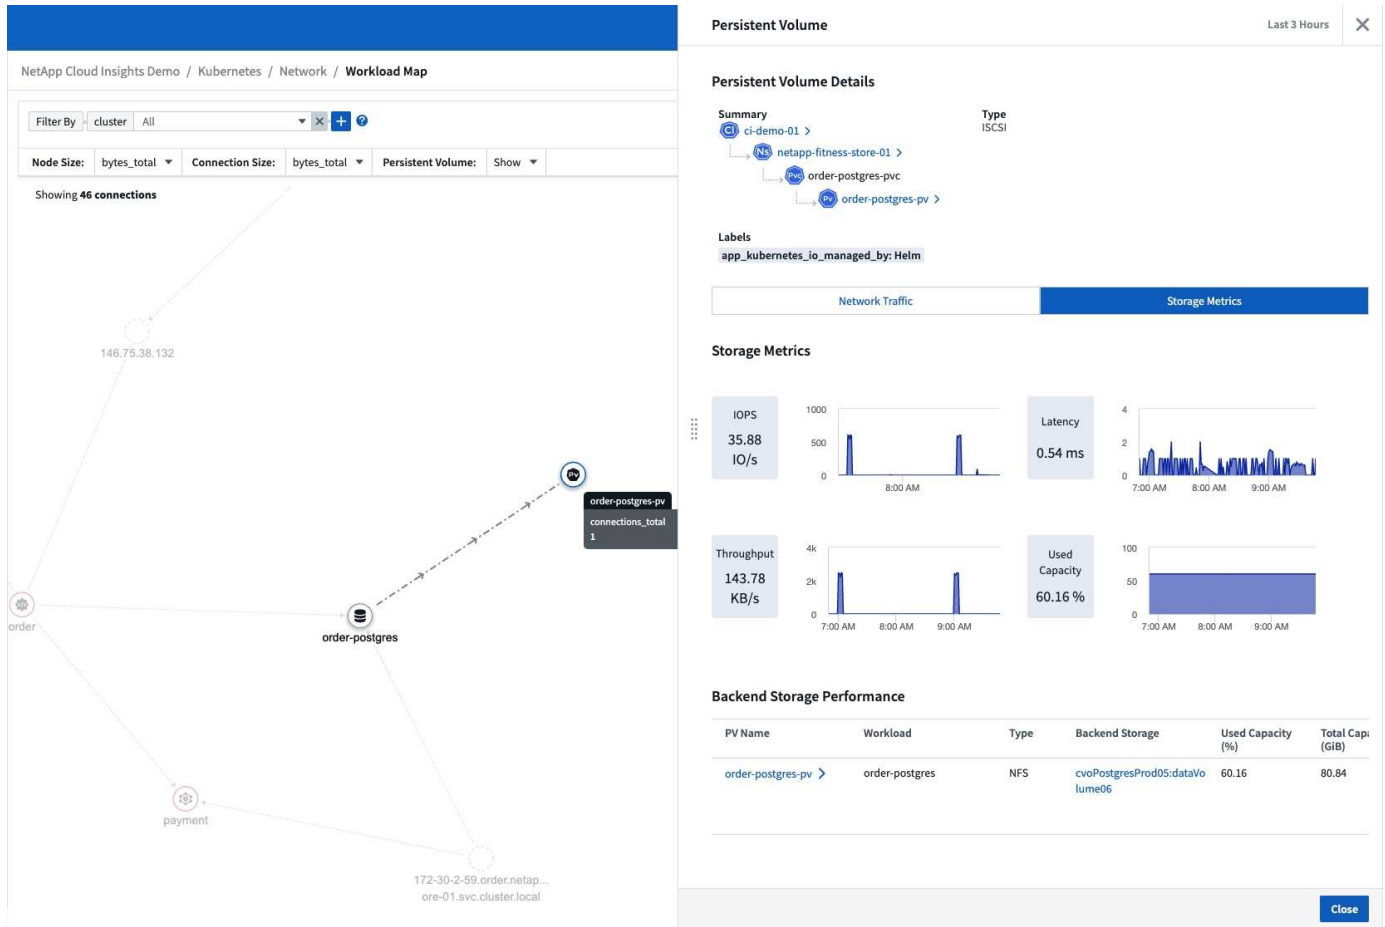 NetApp Cloud Insights Demo / Kubernetes / Network / Workload Map
Filter By cluster All
Node Size: bytes_total Connection Size: bytes_total Persistent Volume: Show
Showing 46 connections
146.75.38.132
order-postgres-pv
connections_total
1
order
order-postgres
payment
172-30-2-59.order.netap...
ore-01.svc.cluster.local
Persistent Volume Last 3 Hours
Persistent Volume Details
Summary Type
CI ci-demo-01 ISCSI
Ns netapp-fitness-store-01
Pvc order-postgres-pvc
Pv order-postgres-pv
Labels
app_kubernetes_io_managed_by: Helm
Network Traffic Storage Metrics
Storage Metrics
IOPS
35.88
IO/s
1000
500
0
8:00 AM
Latency
0.54 ms
4
2
0
7:00 AM 8:00 AM 9:00 AM
Throughput
143.78
KB/s
4k
2k
0
7:00 AM 8:00 AM 9:00 AM
Used
Capacity
60.16 %
100
50
0
7:00 AM 8:00 AM 9:00 AM
Backend Storage Performance
PV Name Workload Type Backend Storage Used Capacity Total Capa
(%) (GiB)
order-postgres-pv order-postgres NFS cvoPostgresProd05:dataVo 60.16 80.84
lume06
Close